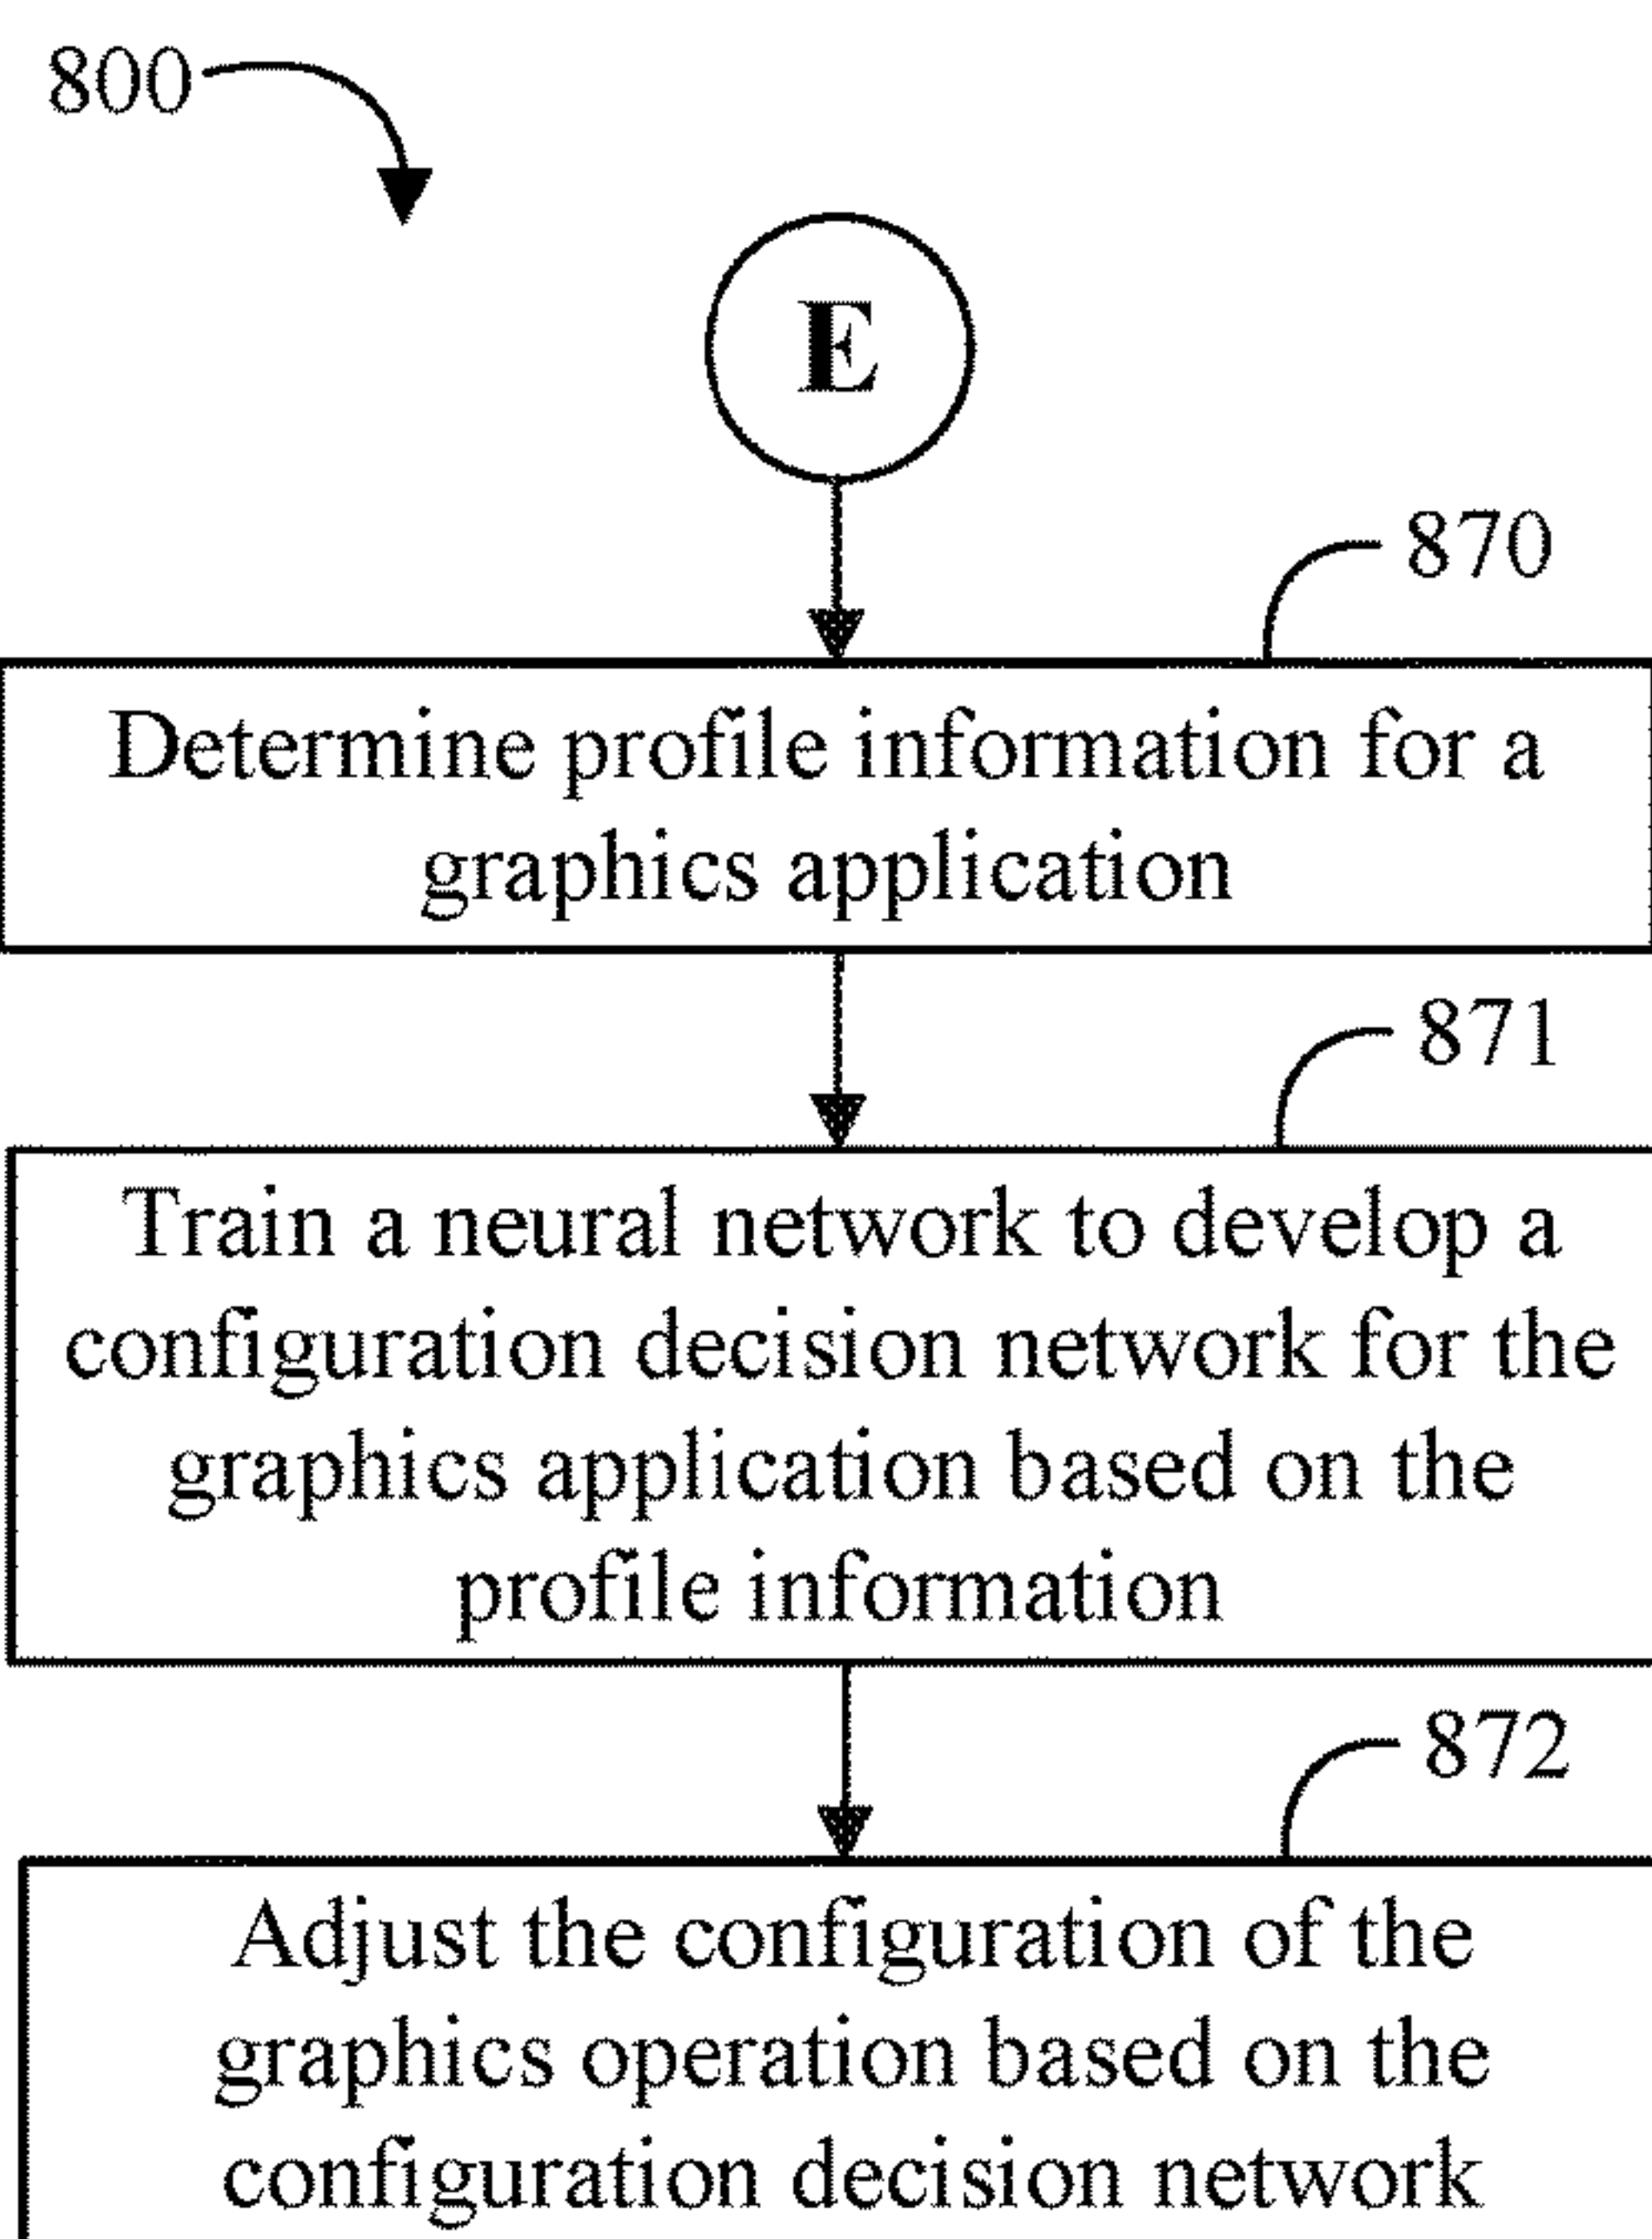 800
E
870
Determine profile information for a
graphics application
871
Train a neural network to develop a
configuration decision network for the
graphics application based on the
profile information
872
Adjust the configuration of the
graphics operation based on the
configuration decision network